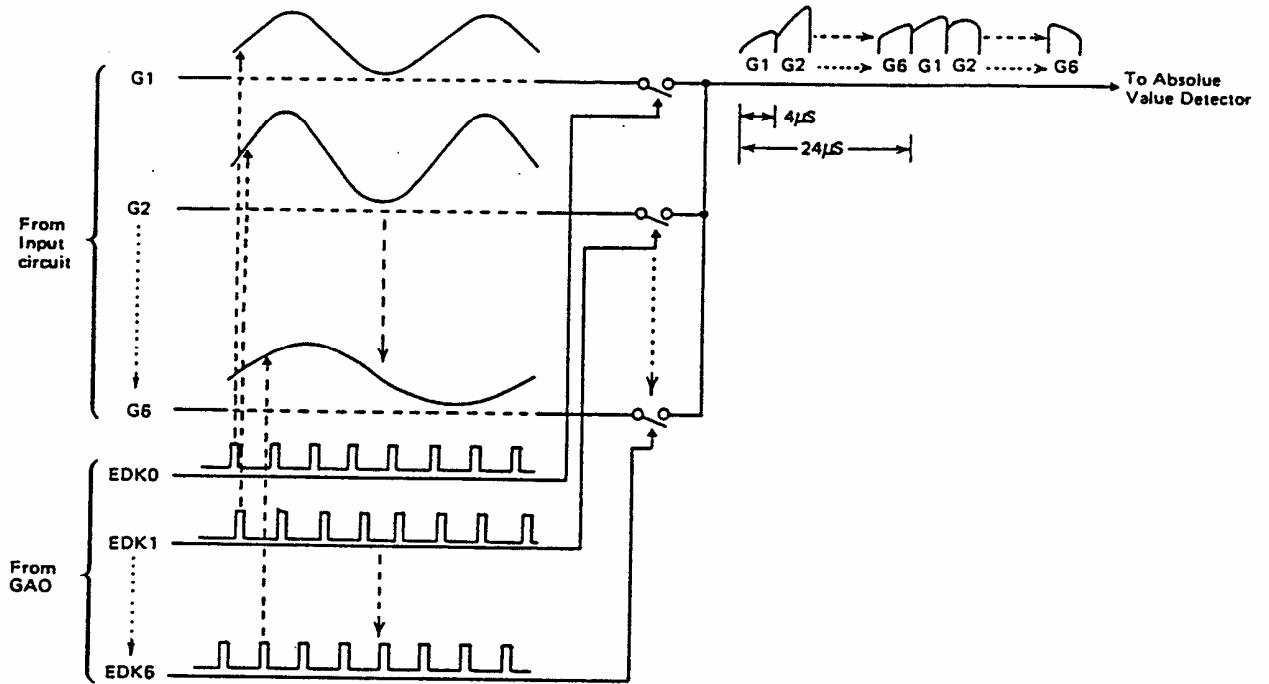 G1 G2 G6 G1 G2 G6
To Absolue
Value Detector
4µS
24µS
G1
G2
G6
From
Input
circuit
EDK0
EDK1
EDK6
From
GAO